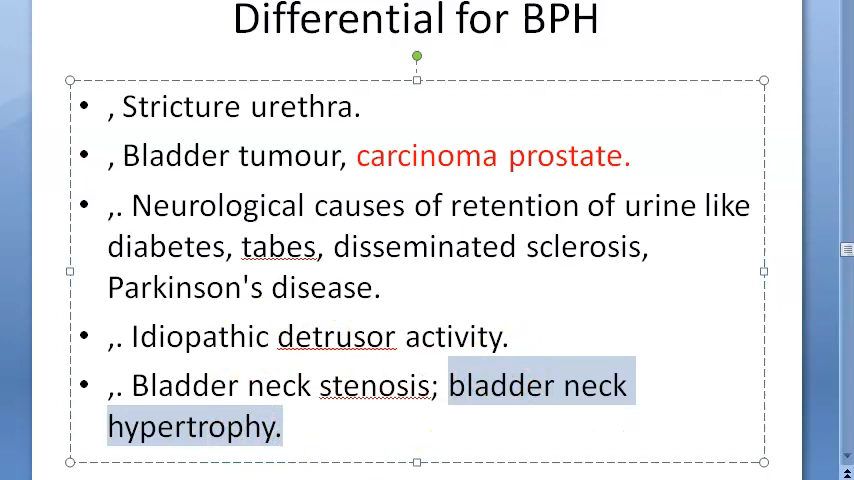 Differential for BPH
• , Stricture urethra.
• , Bladder tumour, carcinoma prostate.
• ,. Neurological causes of retention of urine like
diabetes, tabes, disseminated sclerosis,
Parkinson's disease.
• ,. Idiopathic detrusor activity.
• ,. Bladder neck stenosis; bladder neck
hypertrophy.